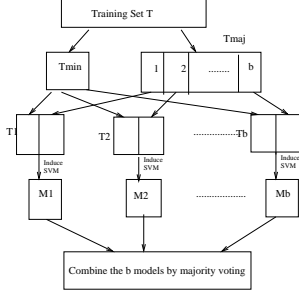 Training Set T
Tmaj
Tmin
1 2 ........ b
T1
T2
................
Tb
Induce
SVM
Induce
SVM
Induce
SVM
M1
M2
................
Mb
Combine the b models by majority voting